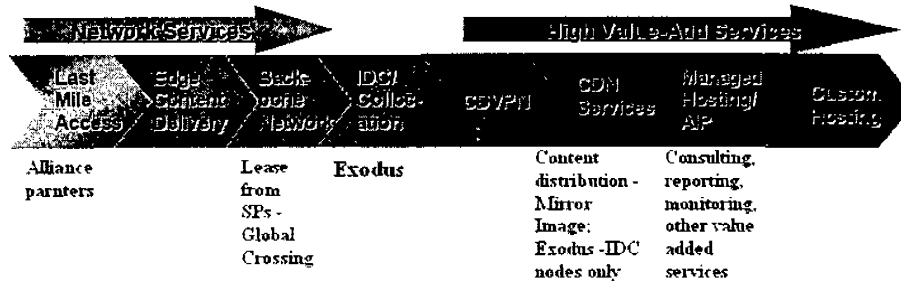 Network Services
High Value-Add Services
Last
Mile
Access
Edge
Content
Delivery
Back-
bone
Network
IDC/
Colloc-
ation
CDVPN
CDN
Services
Managed
Hosting/
AIP
Custom
Hosting
Alliance
parnters
Lease
from
SPs -
Global
Crossing
Exodus
Content
distribution -
Mirror
Image;
Exodus -IDC
nodes only
Consulting,
reporting,
monitoring,
other value
added
services